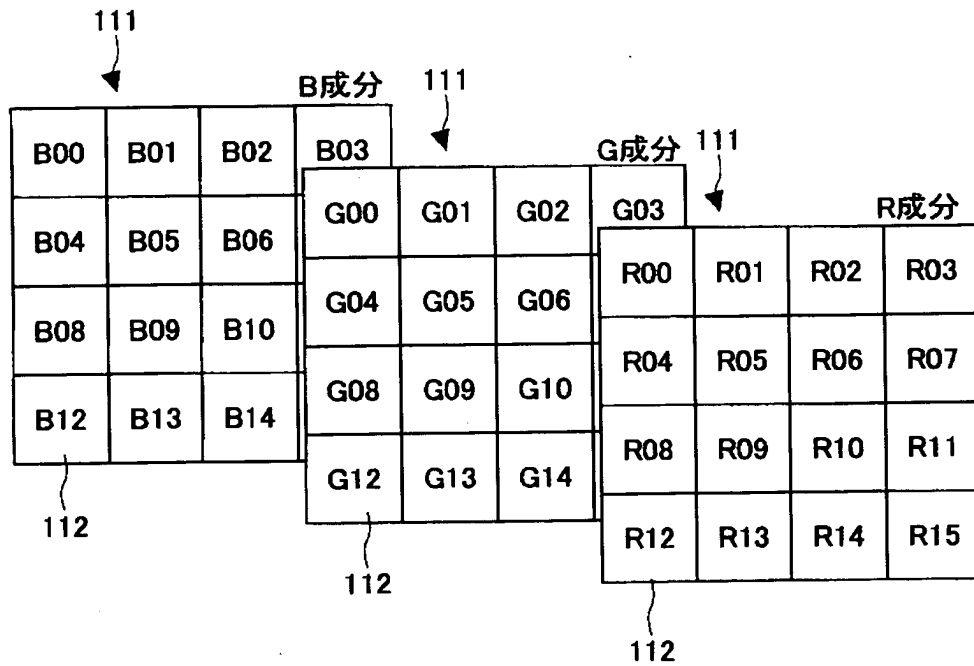 111
B成分
B00 B01 B02 B03
B04 B05 B06
B08 B09 B10
B12 B13 B14
112
111
G成分
G00 G01 G02 G03
G04 G05 G06
G08 G09 G10
G12 G13 G14
112
111
R成分
R00 R01 R02 R03
R04 R05 R06 R07
R08 R09 R10 R11
R12 R13 R14 R15
112